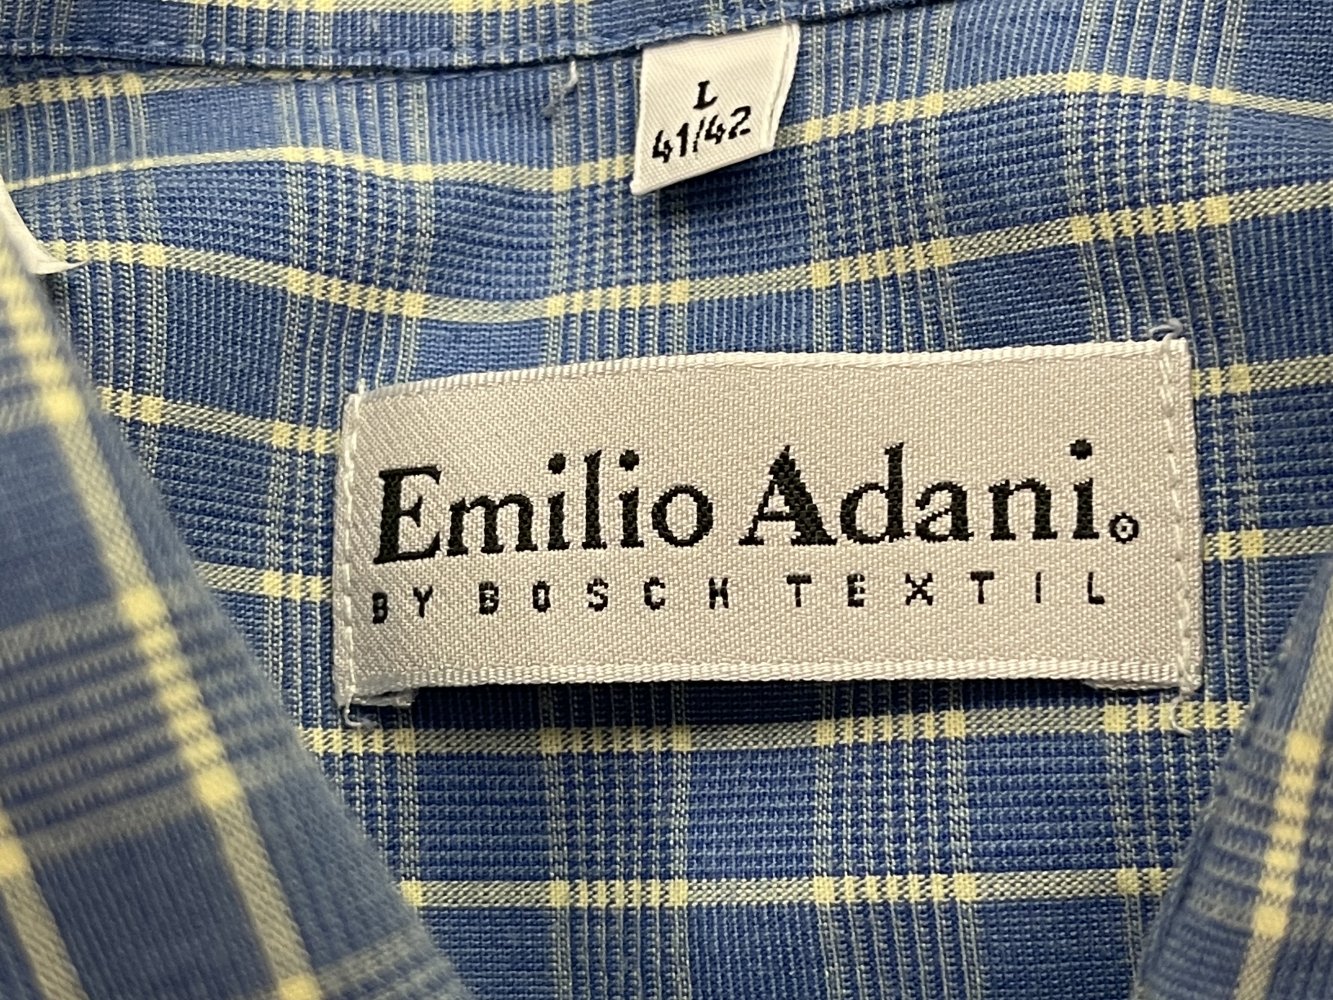 L
41/42
Emilio Adani®
BY BOSCH TEXTIL